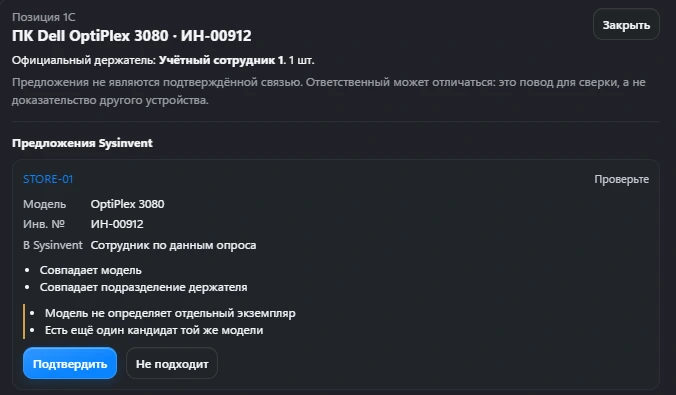 Позиция 1С
Закрыть
ПК Dell OptiPlex 3080 · ИН-00912
Официальный держатель: Учётный сотрудник 1. 1 шт.
Предложения не являются подтверждённой связью. Ответственный может отличаться: это повод для сверки, а не
доказательство другого устройства.
Предложения Sysinvent
STORE-01
Проверьте
Модель OptiPlex 3080
Инв. № ИН-00912
В Sysinvent Сотрудник по данным опроса
• Совпадает модель
• Совпадает подразделение держателя
• Модель не определяет отдельный экземпляр
• Есть ещё один кандидат той же модели
Подтвердить Не подходит